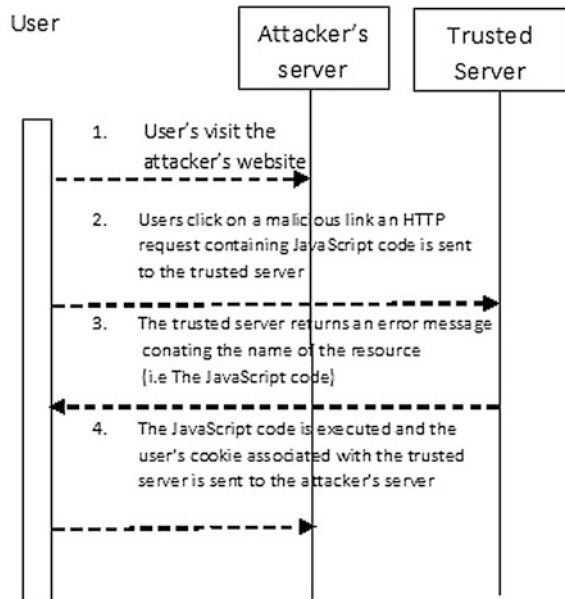 User
Attacker's
server
Trusted
Server
1. User's visit the
attacker's website
2. Users click on a malicious link an HTTP
request containing JavaScript code is sent
to the trusted server
3. The trusted server returns an error message
conating the name of the resource
(i.e The JavaScript code)
4. The JavaScript code is executed and the
user's cookie associated with the trusted
server is sent to the attacker's server